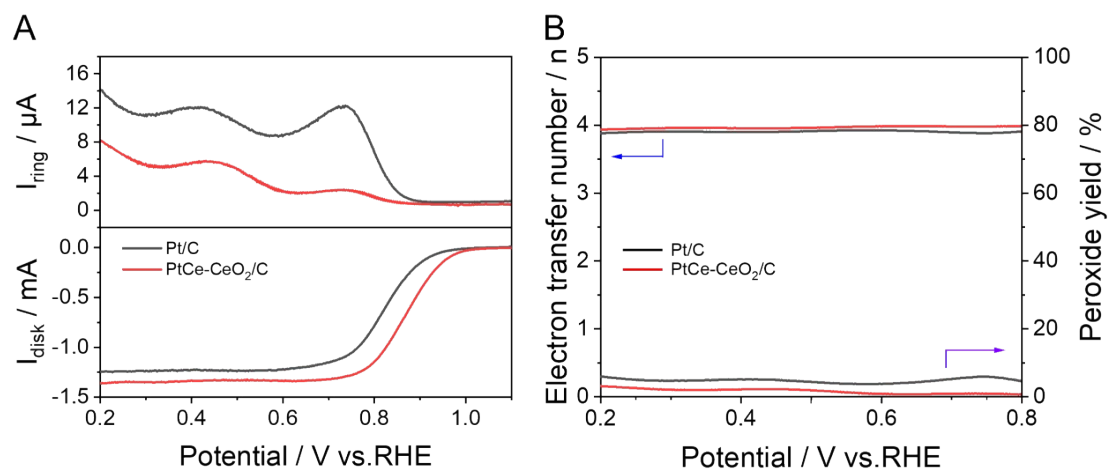 A
I_ring / µA
16
12
8
4
0
I_disk / mA
0.0
-0.5
-1.0
-1.5
Pt/C
PtCe-CeO₂/C
0.2
0.4
0.6
0.8
1.0
Potential / V vs.RHE
B
Electron transfer number / n
5
4
3
2
1
0
Pt/C
PtCe-CeO₂/C
100
80
60
40
20
0
Peroxide yield / %
0.2
0.4
0.6
0.8
Potential / V vs.RHE